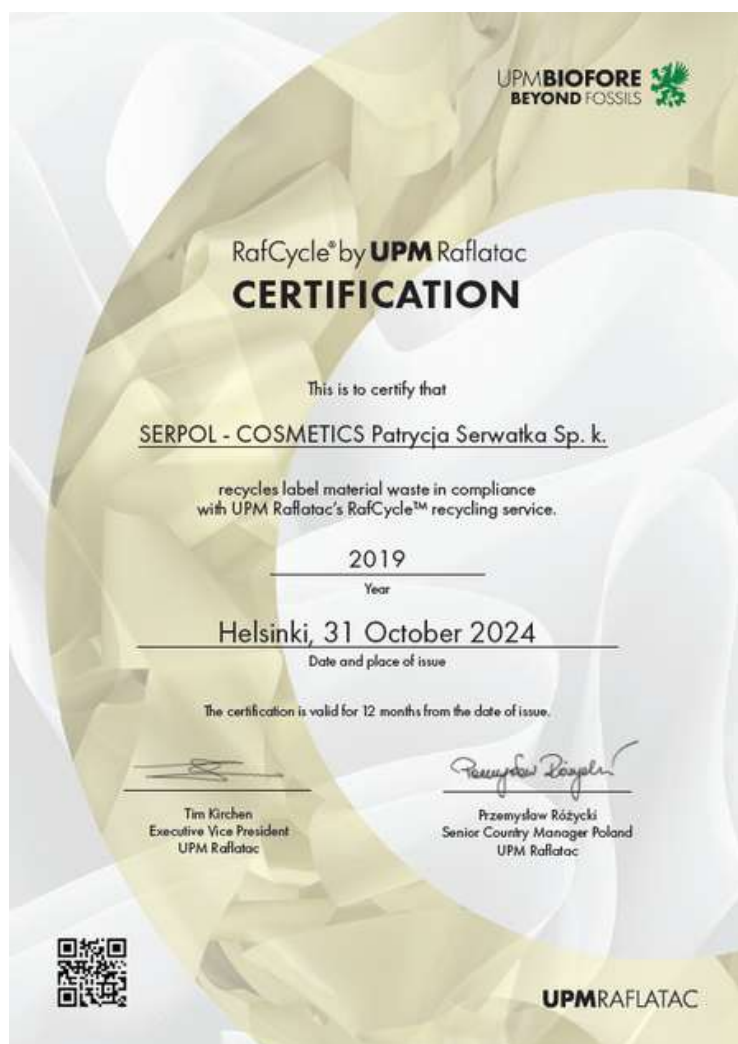 UPMBIOFORE
BEYOND FOSSILS
RafCycle® by UPM Raflatac
CERTIFICATION
This is to certify that
SERPOL - COSMETICS Patrycja Serwatka Sp. k.
recycles label material waste in compliance
with UPM Raflatac's RafCycle™ recycling service.
2019
Year
Helsinki, 31 October 2024
Date and place of issue
The certification is valid for 12 months from the date of issue.
Tim Kirchen
Executive Vice President
UPM Raflatac
Przemysław Różycki
Senior Country Manager Poland
UPM Raflatac
UPMRAFLATAC